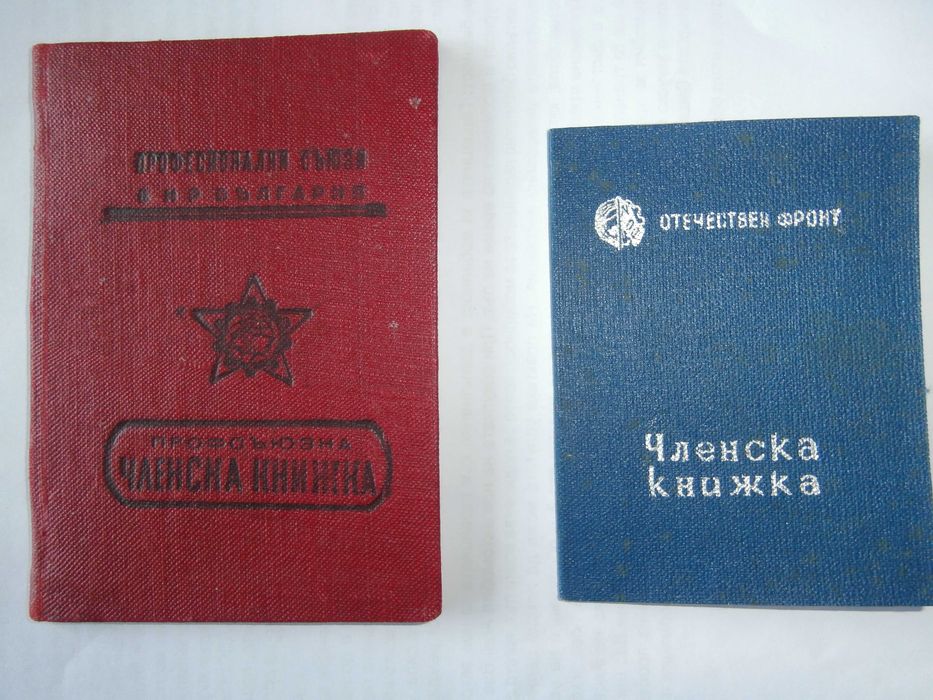 ПРОФЕСИОНАЛНИ СЪЮЗИ
В Н Р БЪЛГАРИЯ
ПРОФСЪЮЗНА
ЧЛЕНСКА КНИЖКА
ОТЕЧЕСТВЕН ФРОНТ
Членска
книжка